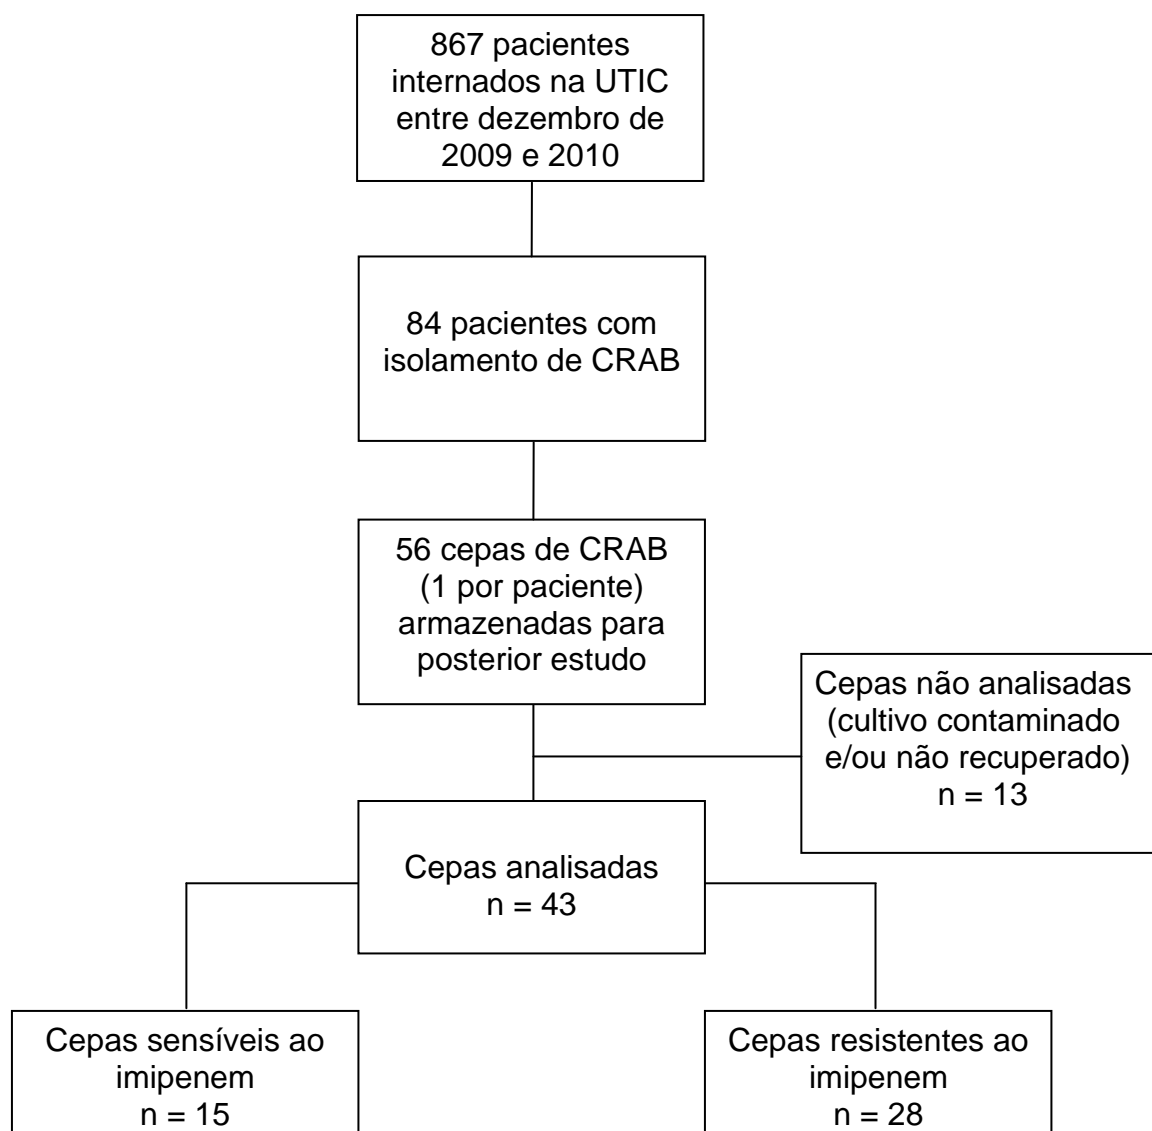 867 pacientes
internados na UTIC
entre dezembro de
2009 e 2010
84 pacientes com
isolamento de CRAB
56 cepas de CRAB
(1 por paciente)
armazenadas para
posterior estudo
Cepas não analisadas
(cultivo contaminado
e/ou não recuperado)
n = 13
Cepas analisadas
n = 43
Cepas sensíveis ao
imipenem
n = 15
Cepas resistentes ao
imipenem
n = 28